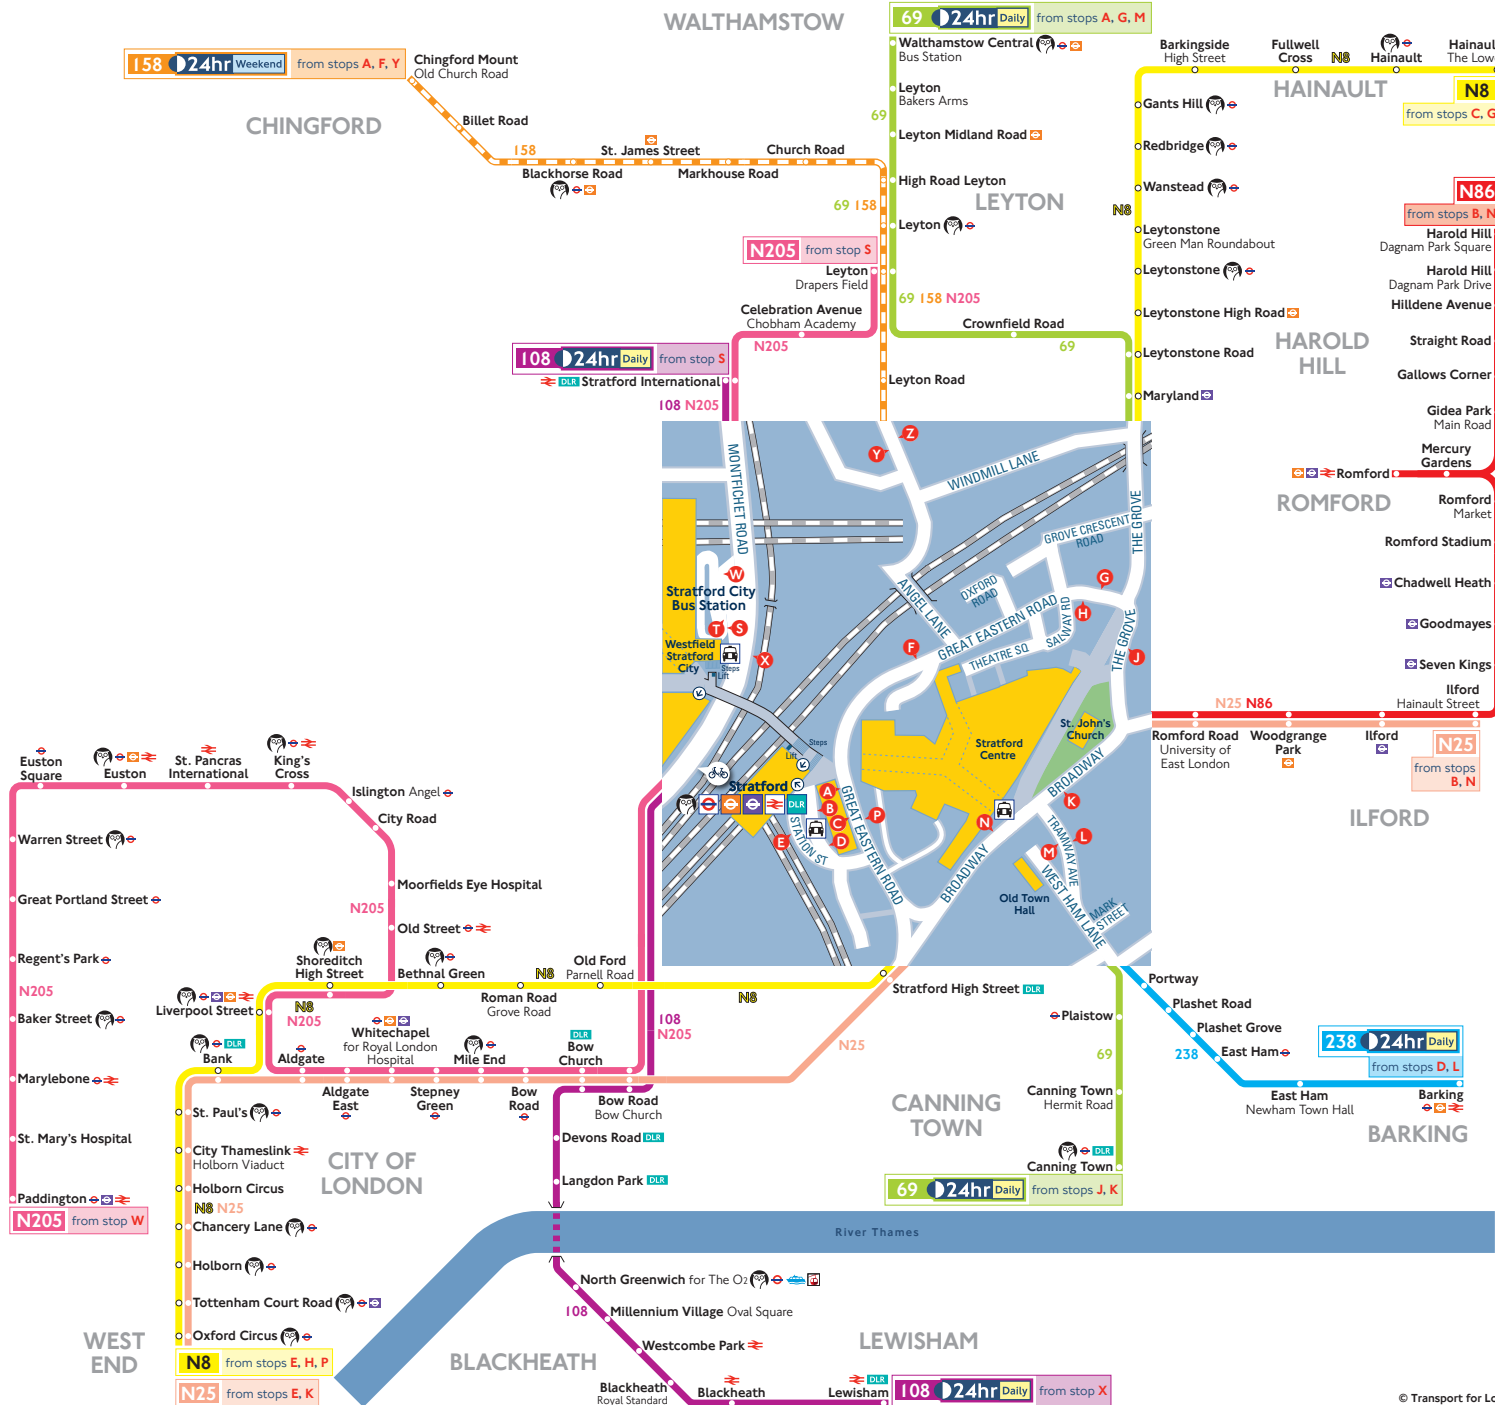 WALTHAMSTOW
69 24hr Daily from stops A, G, M
Walthamstow Central
Bus Station
Leyton
Bakers Arms
69
Leyton Midland Road
High Road Leyton
LEYTON
69 158
Leyton
158 24hr Weekend from stops A, F, Y
Chingford Mount
Old Church Road
CHINGFORD
Billet Road
158
Blackhorse Road
St. James Street
Markhouse Road
Church Road
N205 from stop S
Leyton
Drapers Field
69 158 N205
Celebration Avenue
Chobham Academy
N205
Crownfield Road
69
108 24hr Daily from stop S
DLR Stratford International
108 N205
Leyton Road
Barkingside
High Street
Fullwell
Cross
N8
Hainault
The Low
HAINAULT
N8
from stops C, G
Gants Hill
Redbridge
Wanstead
N8
Leytonstone
Green Man Roundabout
Leytonstone
Leytonstone High Road
Leytonstone Road
Maryland
N86
from stops B, N
Harold Hill
Dagnam Park Square
Harold Hill
Dagnam Park Drive
Hilldene Avenue
HAROLD
HILL
Straight Road
Gallows Corner
Gidea Park
Main Road
Mercury
Gardens
Romford
ROMFORD
Romford
Market
Romford Stadium
Chadwell Heath
Goodmayes
Seven Kings
Ilford
Hainault Street
N25 N86
Romford Road
University of
East London
Woodgrange
Park
Ilford
N25
from stops
B, N
ILFORD
MONTFICHET ROAD
Z
Y
WINDMILL LANE
THE GROVE
GROVE CRESCENT
ROAD
W
Stratford City
Bus Station
T S
Westfield
Stratford
City
Steps
Lift
X
ANGEL LANE
OXFORD
ROAD
G
H
GREAT EASTERN ROAD
SALWAY RD
THEATRE SQ
THE GROVE
F
J
St. John's
Church
Stratford
Centre
BROADWAY
Steps
Lift
Stratford
DLR
A
B
C
D
E
P
STATION ST
GREAT EASTERN ROAD
N
K
L
M
TRAMWAY AVE
BROADWAY
Old Town
Hall
WEST HAM LANE
MARK
STREET
Euston
Square
Euston
St. Pancras
International
King's
Cross
Islington Angel
City Road
Warren Street
Moorfields Eye Hospital
Great Portland Street
N205
Old Street
Regent's Park
Shoreditch
High Street
Bethnal Green
N8
Old Ford
Parnell Road
N205
Liverpool Street
N8
N205
Roman Road
Grove Road
N8
Baker Street
108
N205
Whitechapel
for Royal London
Hospital
Mile End
DLR
Bow
Church
N25
DLR
Bank
Aldgate
Marylebone
Aldgate
East
Stepney
Green
Bow
Road
Bow Road
Bow Church
St. Paul's
St. Mary's Hospital
City Thameslink
Holborn Viaduct
CITY OF
LONDON
Devons Road DLR
Langdon Park DLR
Holborn Circus
Paddington
N205 from stop W
N8 N25
Chancery Lane
Holborn
Tottenham Court Road
Oxford Circus
WEST
END
N8 from stops E, H, P
N25 from stops E, K
Stratford High Street DLR
Plaistow
69
Canning Town
Hermit Road
CANNING
TOWN
DLR
Canning Town
69 24hr Daily from stops J, K
Portway
Plashet Road
Plashet Grove
238
East Ham
238 24hr Daily
from stops D, L
East Ham
Newham Town Hall
Barking
BARKING
River Thames
North Greenwich for The O2
108
Millennium Village Oval Square
Westcombe Park
BLACKHEATH
LEWISHAM
Blackheath
Royal Standard
Blackheath
DLR
Lewisham
108 24hr Daily from stop X
© Transport for Lo